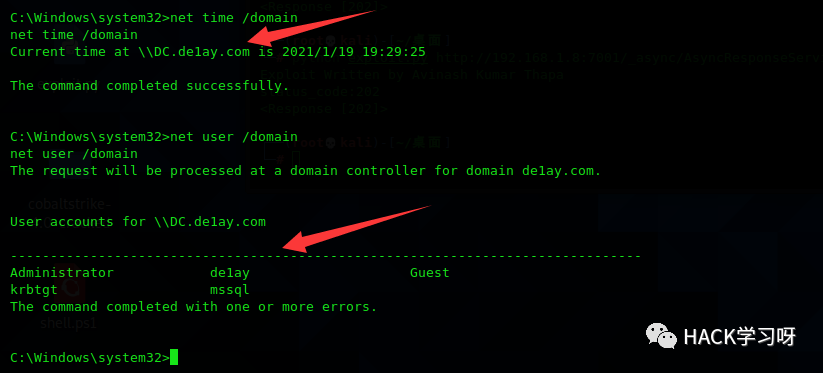 C:\Windows\system32>net time /domain
net time /domain
Current time at \\DC.de1ay.com is 2021/1/19 19:29:25
The command completed successfully.
C:\Windows\system32>net user /domain
net user /domain
The request will be processed at a domain controller for domain de1ay.com.
User accounts for \\DC.de1ay.com
-------------------------------------------------------------------------------
Administrator de1ay Guest
krbtgt mssql
The command completed with one or more errors.
C:\Windows\system32>
cobaltstrike-
shell.ps1
HACK学习呀